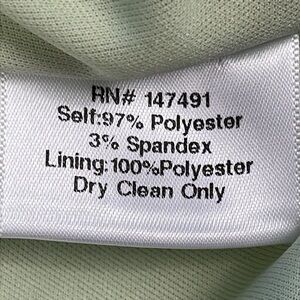 RN# 147491
Self:97% Polyester
3% Spandex
Lining:100%Polyester
Dry Clean Only